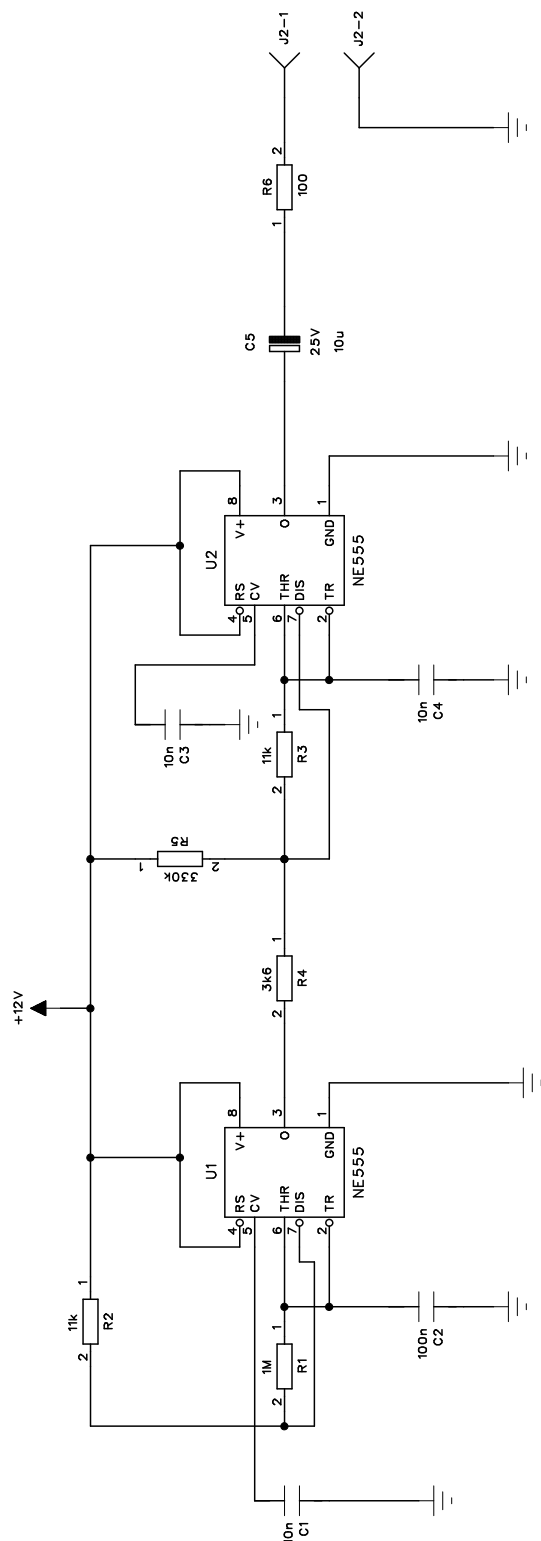 +12V
R2
11k
1
2
R1
1M
1
2
C1
10n
C2
100n
U1
NE555
RS
CV
THR
DIS
TR
V+
O
GND
4
5
6
7
2
8
3
1
R4
3k6
1
2
R5
330k
1
2
R3
11k
1
2
C3
10n
C4
10n
U2
NE555
RS
CV
THR
DIS
TR
V+
O
GND
4
5
6
7
2
8
3
1
C5
25V
10u
R6
100
1
2
J2-1
J2-2